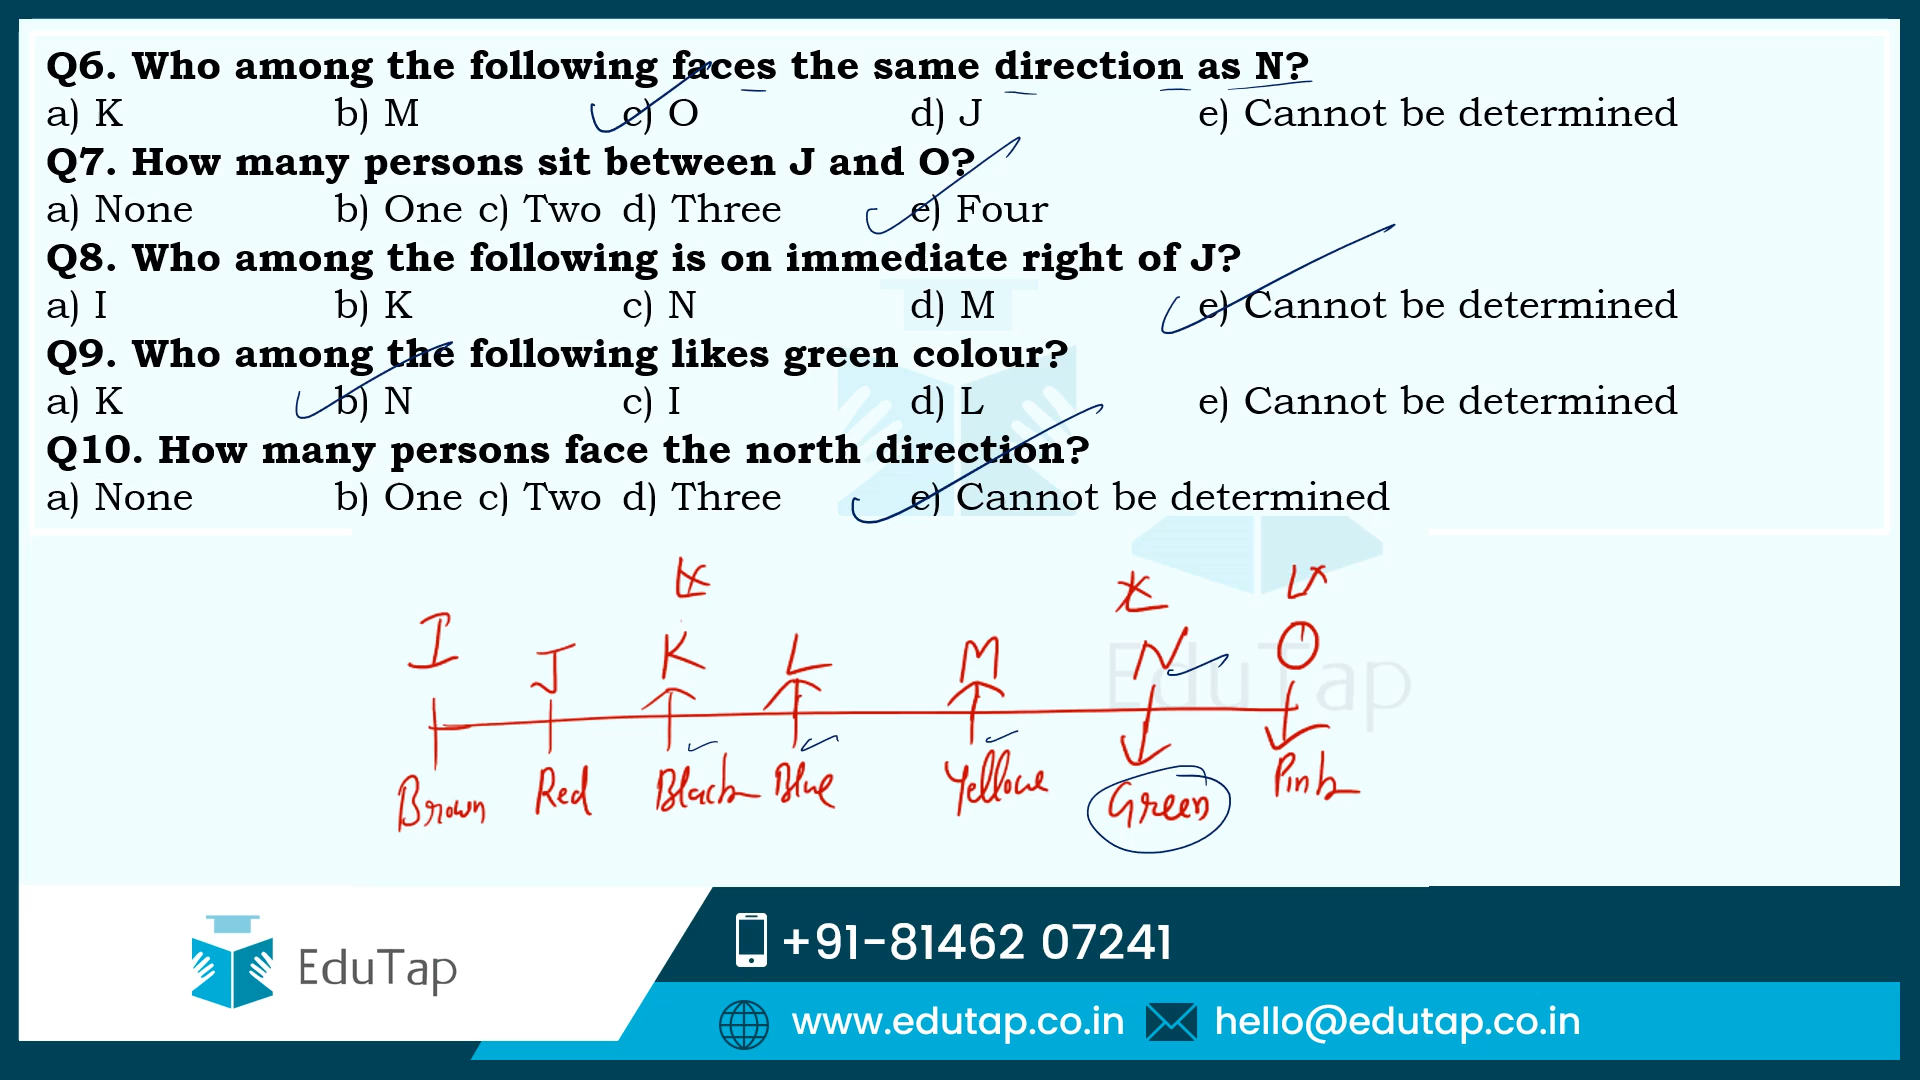 Q6. Who among the following faces the same direction as N?
a) K b) M c) O d) J e) Cannot be determined
Q7. How many persons sit between J and O?
a) None b) One c) Two d) Three e) Four
Q8. Who among the following is on immediate right of J?
a) I b) K c) N d) M e) Cannot be determined
Q9. Who among the following likes green colour?
a) K b) N c) I d) L e) Cannot be determined
Q10. How many persons face the north direction?
a) None b) One c) Two d) Three e) Cannot be determined
I J K L M N O
EduTap
Brown Red Black Blue Yellow Green Pink
EduTap
+91-81462 07241
www.edutap.co.in hello@edutap.co.in